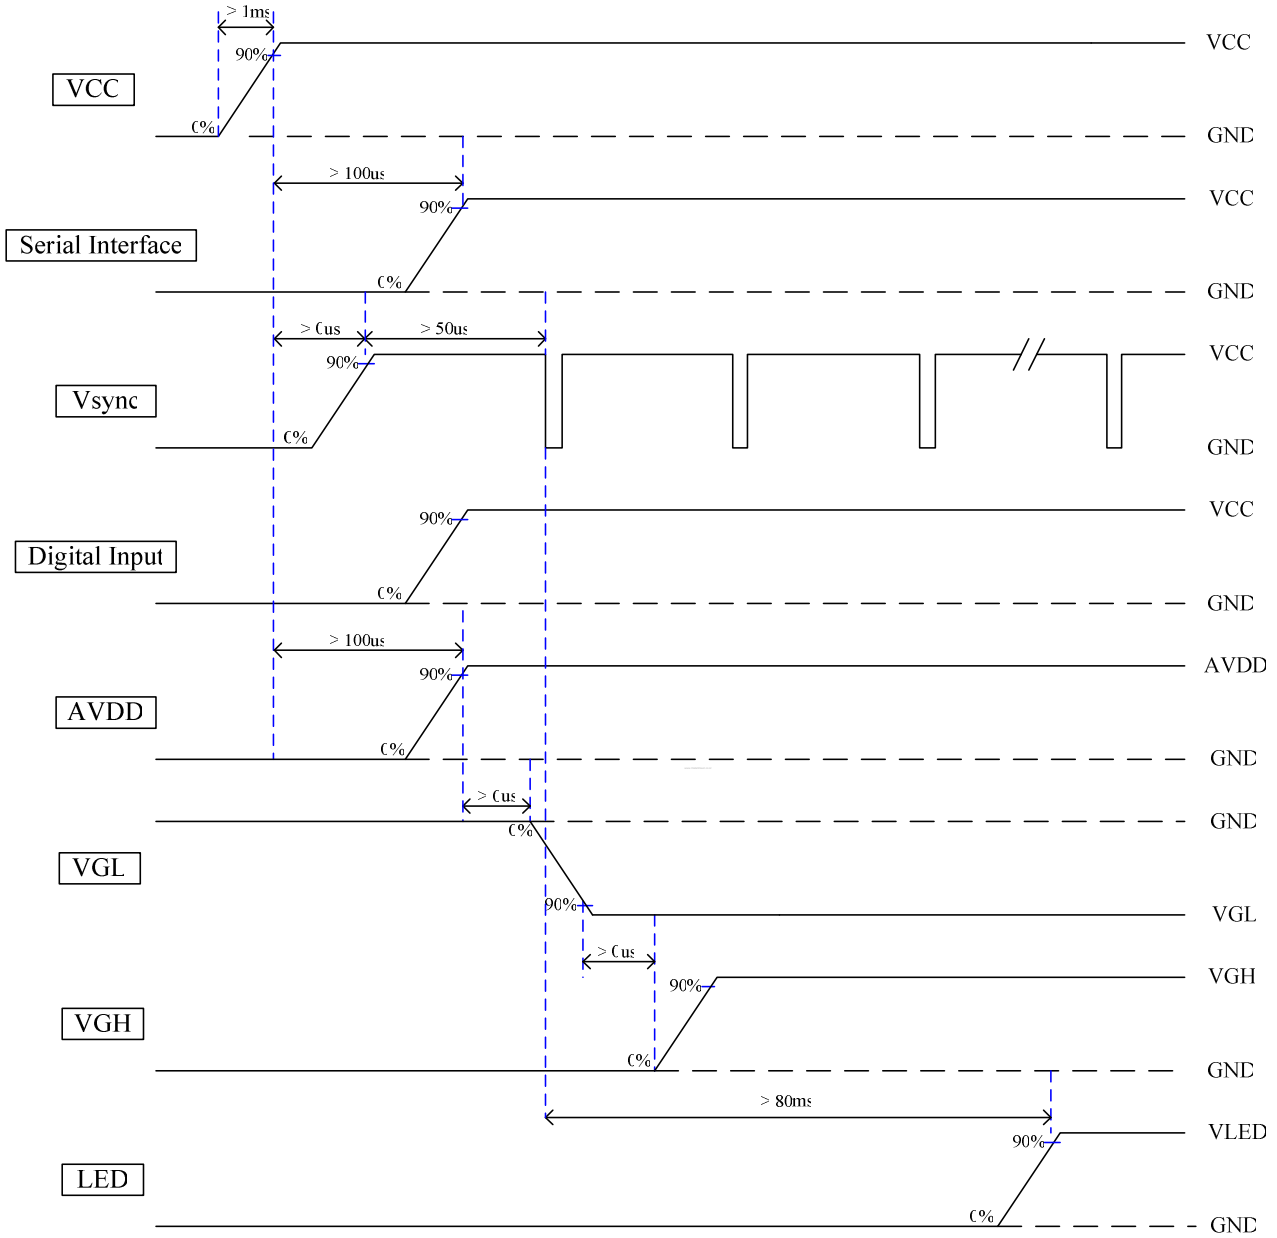 > 1ms
90%
VCC
VCC
0%
GND
> 100us
90%
VCC
Serial Interface
0%
GND
> 0us
> 50us
90%
VCC
Vsync
0%
GND
90%
VCC
Digital Input
0%
GND
> 100us
90%
AVDD
AVDD
0%
GND
> 0us
0%
GND
VGL
90%
VGL
> 0us
90%
VGH
VGH
0%
GND
> 80ms
90%
VLED
LED
0%
GND